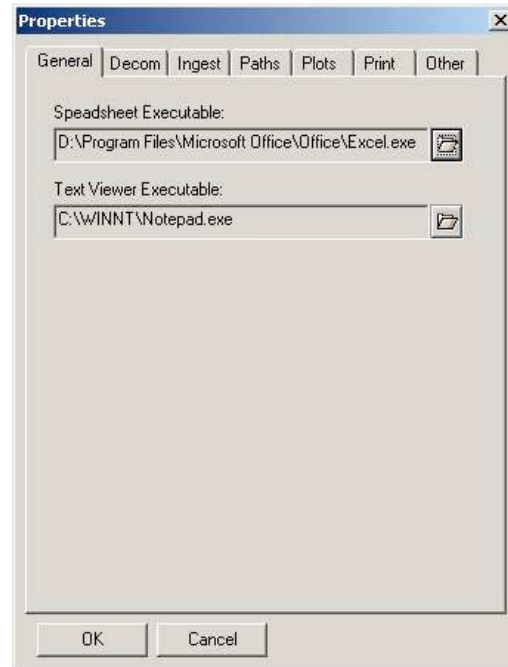 Properties
General Decom Ingest Paths Plots Print Other
Speadsheet Executable:
D:\Program Files\Microsoft Office\Office\Excel.exe
Text Viewer Executable:
C:\WINNT\Notepad.exe
OK Cancel